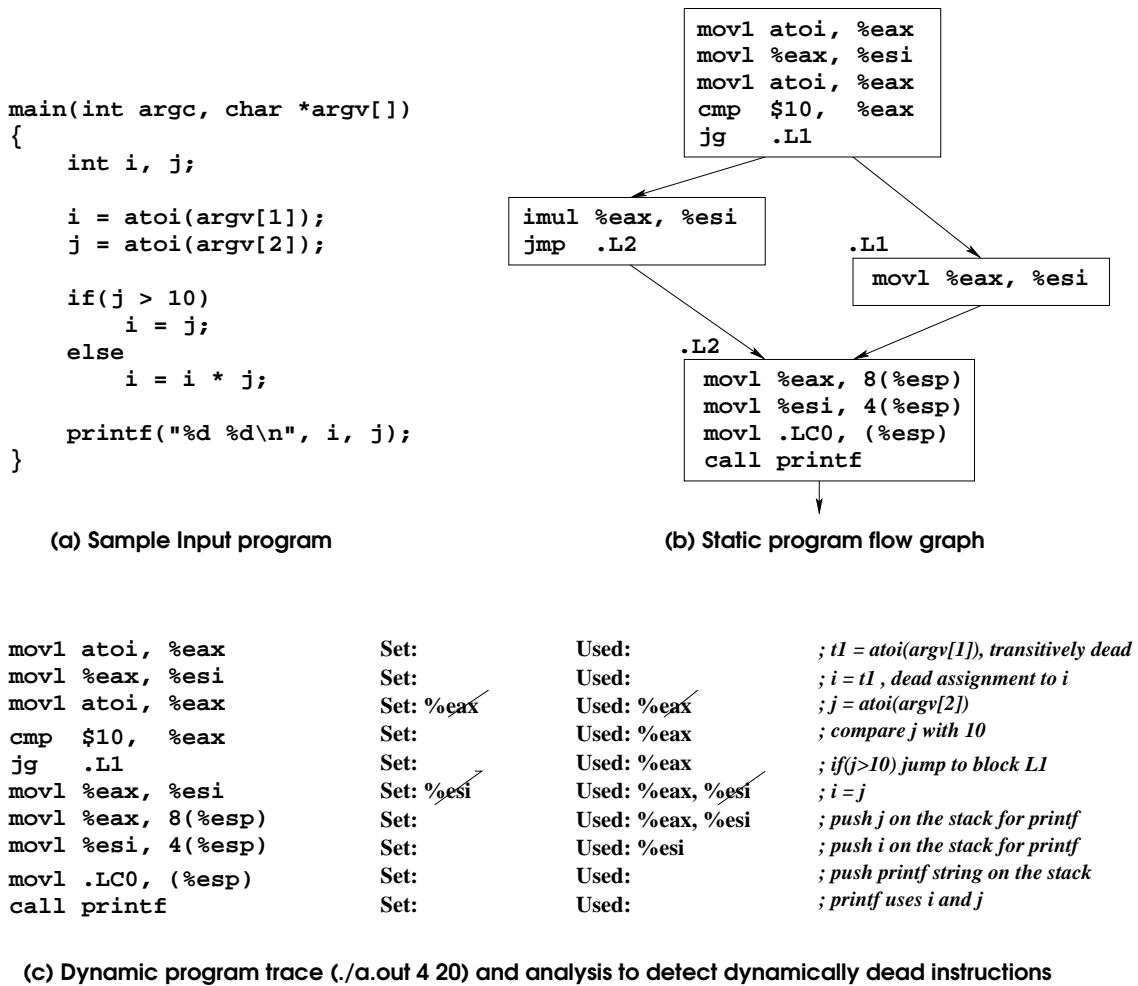 main(int argc, char *argv[])
{
int i, j;
i = atoi(argv[1]);
j = atoi(argv[2]);
if(j > 10)
i = j;
else
i = i * j;
printf("%d %d\n", i, j);
}
(a) Sample Input program
mov1 atoi, %eax
movl %eax, %esi
mov1 atoi, %eax
cmp $10, %eax
jg .L1
imul %eax, %esi
jmp .L2
.L1
movl %eax, %esi
.L2
movl %eax, 8(%esp)
movl %esi, 4(%esp)
movl .LC0, (%esp)
call printf
(b) Static program flow graph
mov1 atoi, %eax Set: Used: ; t1 = atoi(argv[1]), transitively dead
movl %eax, %esi Set: Used: ; i = t1 , dead assignment to i
mov1 atoi, %eax Set: %eax Used: %eax ; j = atoi(argv[2])
cmp $10, %eax Set: Used: %eax ; compare j with 10
jg .L1 Set: Used: %eax ; if(j>10) jump to block L1
movl %eax, %esi Set: %esi Used: %eax, %esi ; i = j
movl %eax, 8(%esp) Set: Used: %eax, %esi ; push j on the stack for printf
movl %esi, 4(%esp) Set: Used: %esi ; push i on the stack for printf
movl .LC0, (%esp) Set: Used: ; push printf string on the stack
call printf Set: Used: ; printf uses i and j
(c) Dynamic program trace (./a.out 4 20) and analysis to detect dynamically dead instructions